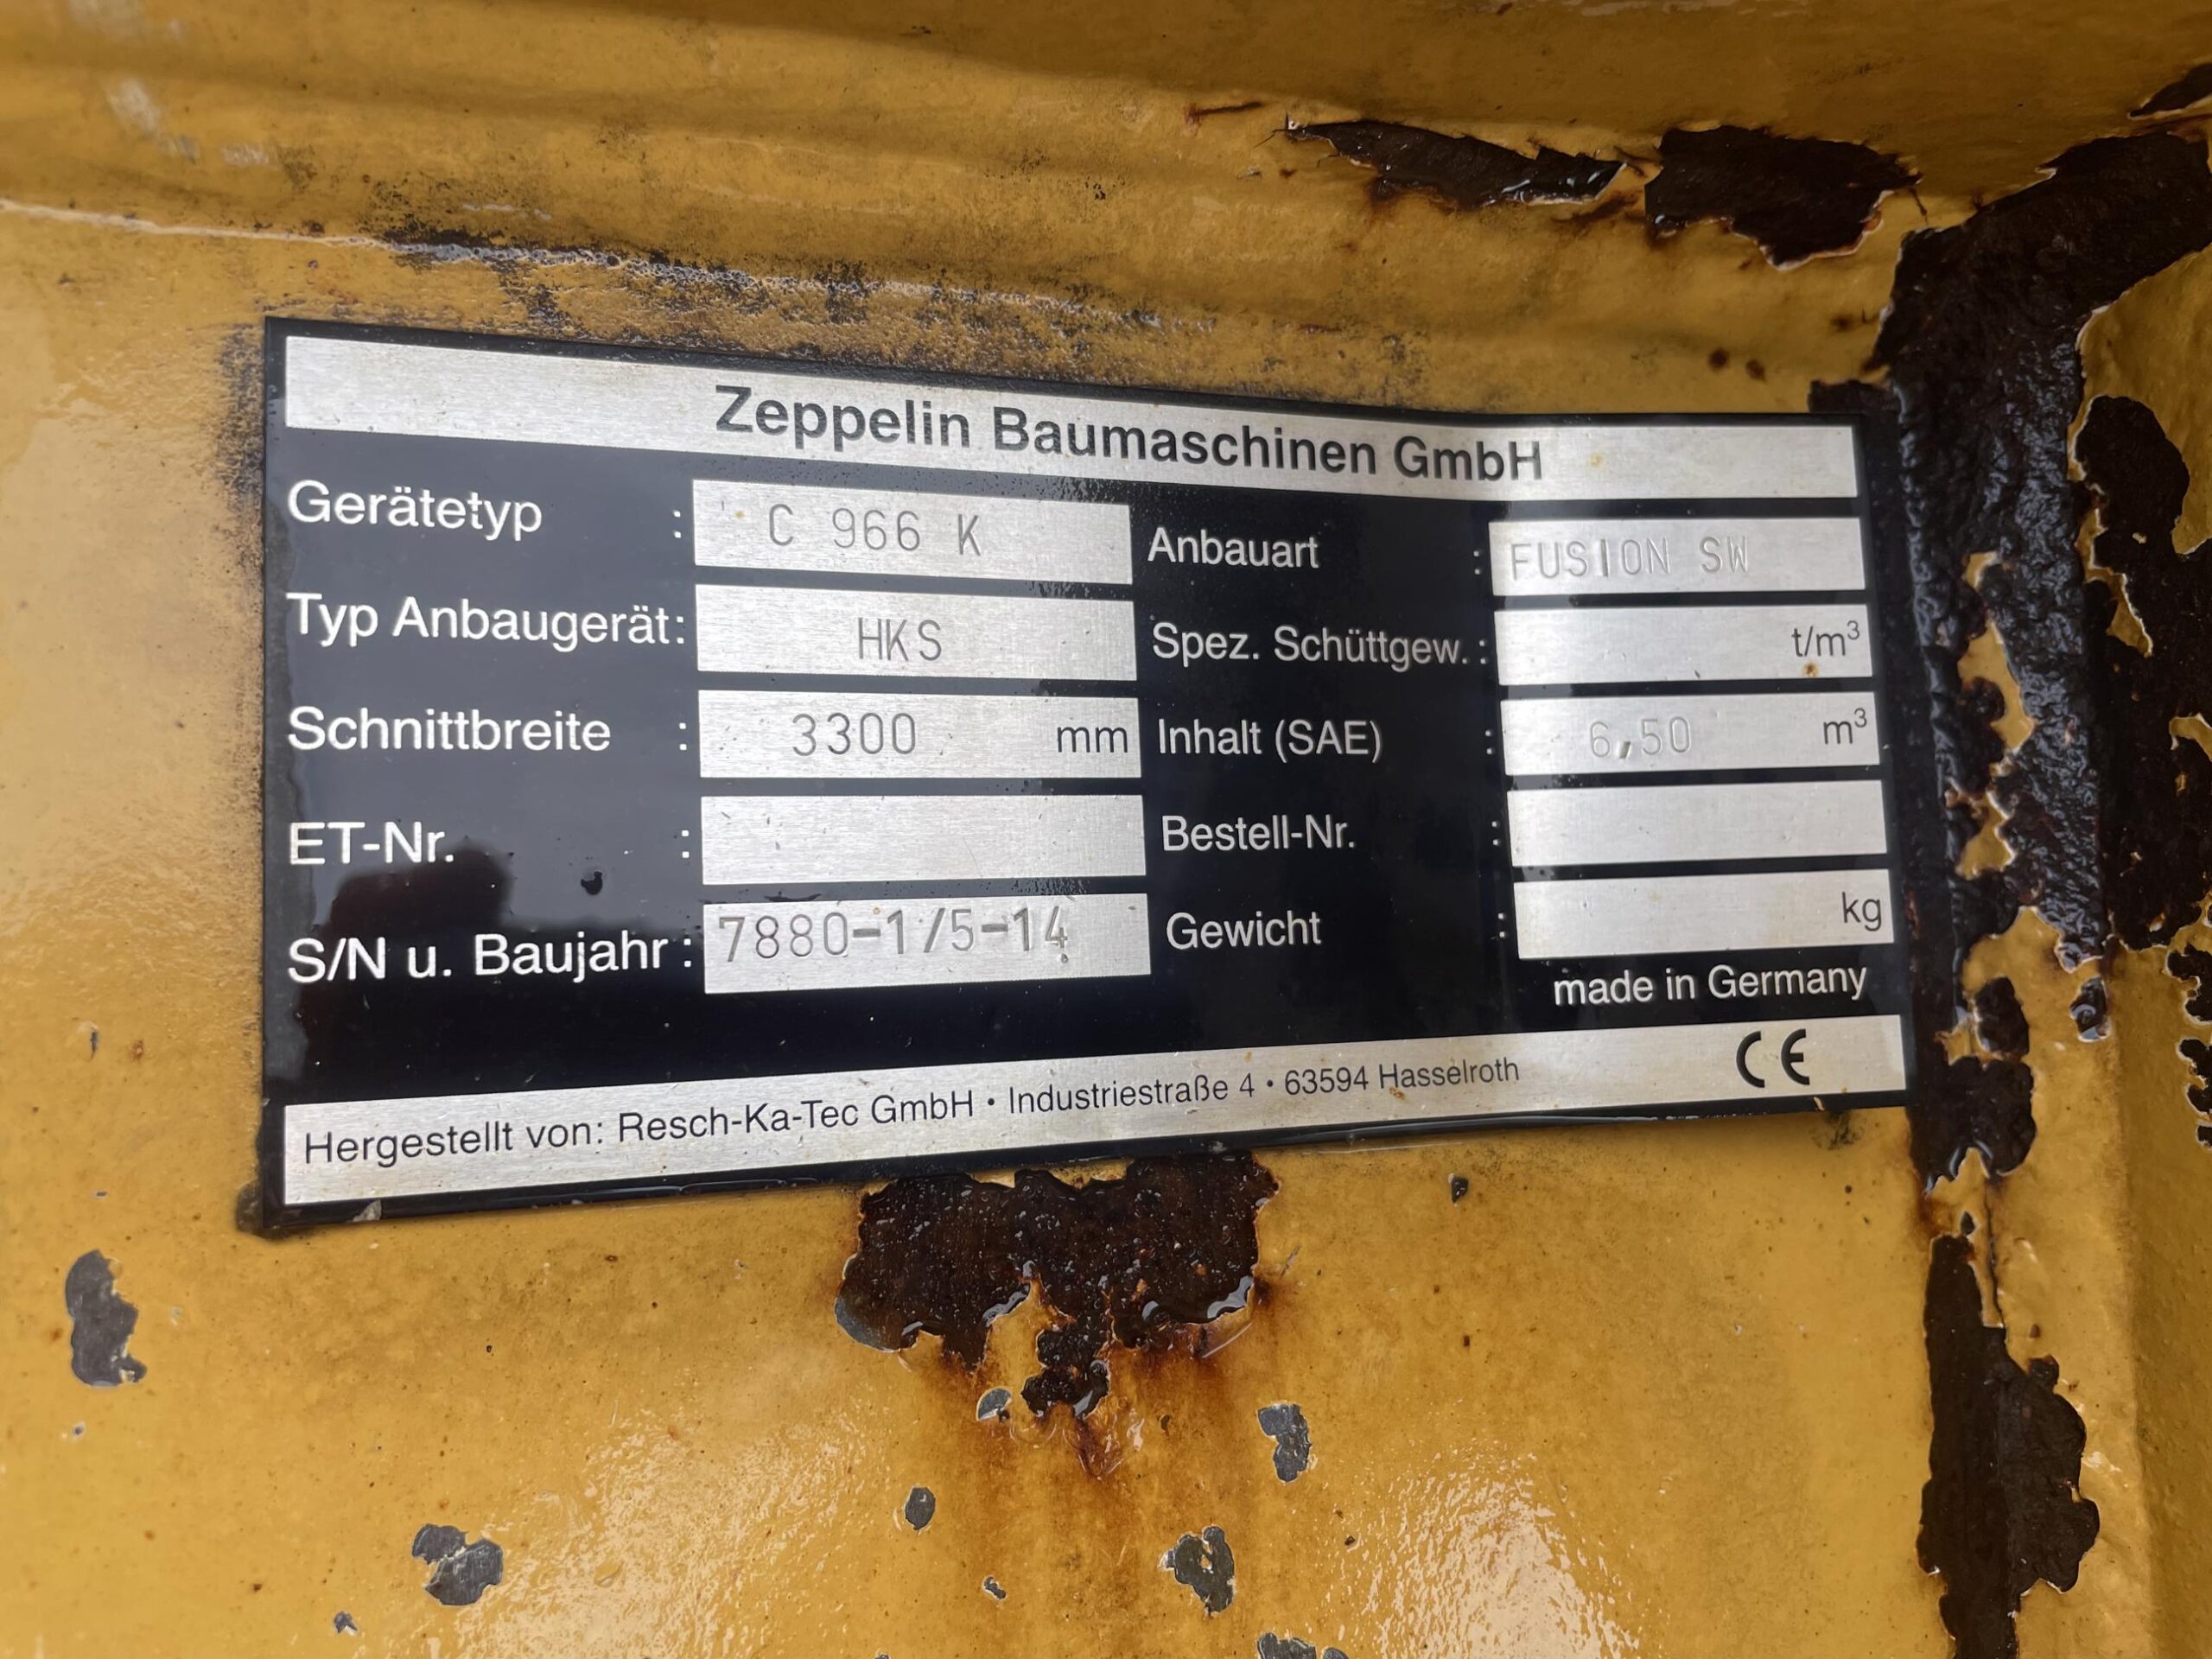 Zeppelin Baumaschinen GmbH
Gerätetyp : C 966 K Anbauart : FUSION SW
Typ Anbaugerät: HKS Spez. Schüttgew. : t/m³
Schnittbreite : 3300 mm Inhalt (SAE) : 6,50 m³
ET-Nr. : Bestell-Nr. :
S/N u. Baujahr : 7880-1/5-14 Gewicht : kg
made in Germany
Hergestellt von: Resch-Ka-Tec GmbH • Industriestraße 4 • 63594 Hasselroth CE